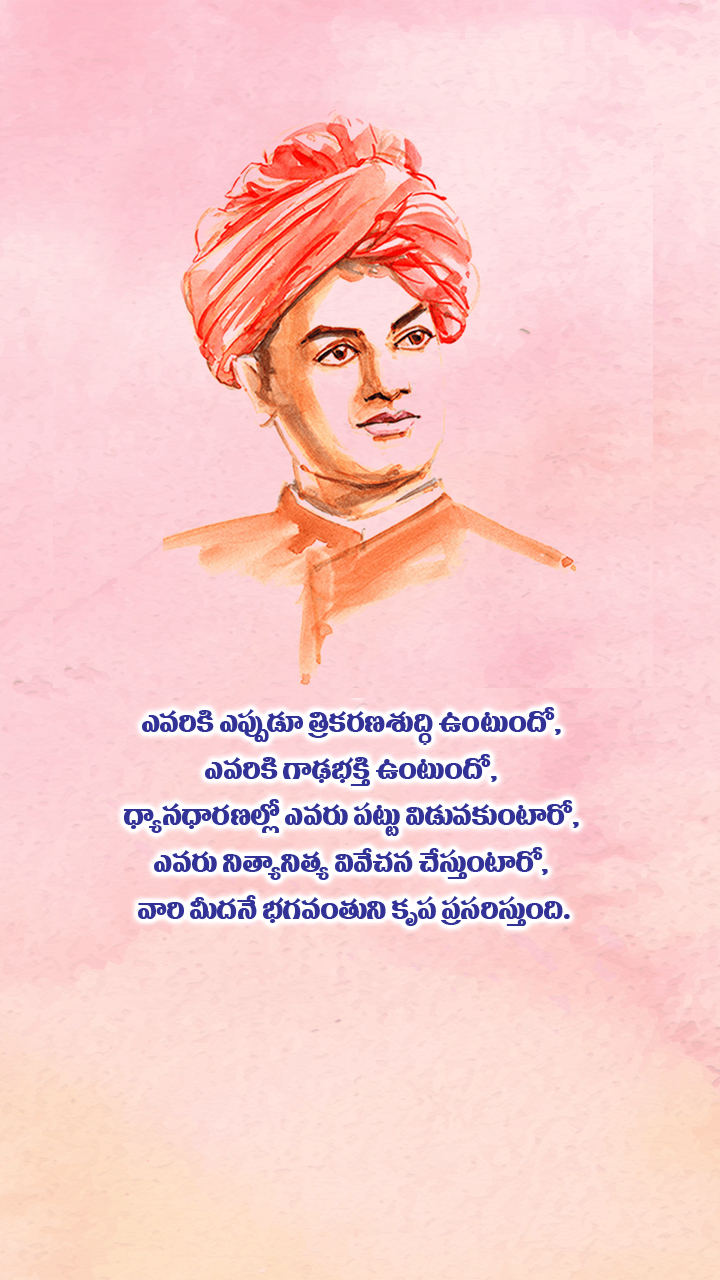 ఎవరికి ఎప్పుడూ త్రికరణశుద్ధి ఉంటుందో,
ఎవరికి గాఢభక్తి ఉంటుందో,
ధ్యానధారణల్లో ఎవరు పట్టు విడువకుంటారో,
ఎవరు నిత్యానిత్య వివేచన చేస్తుంటారో,
వారి మీదనే భగవంతుని కృప ప్రసరిస్తుంది.